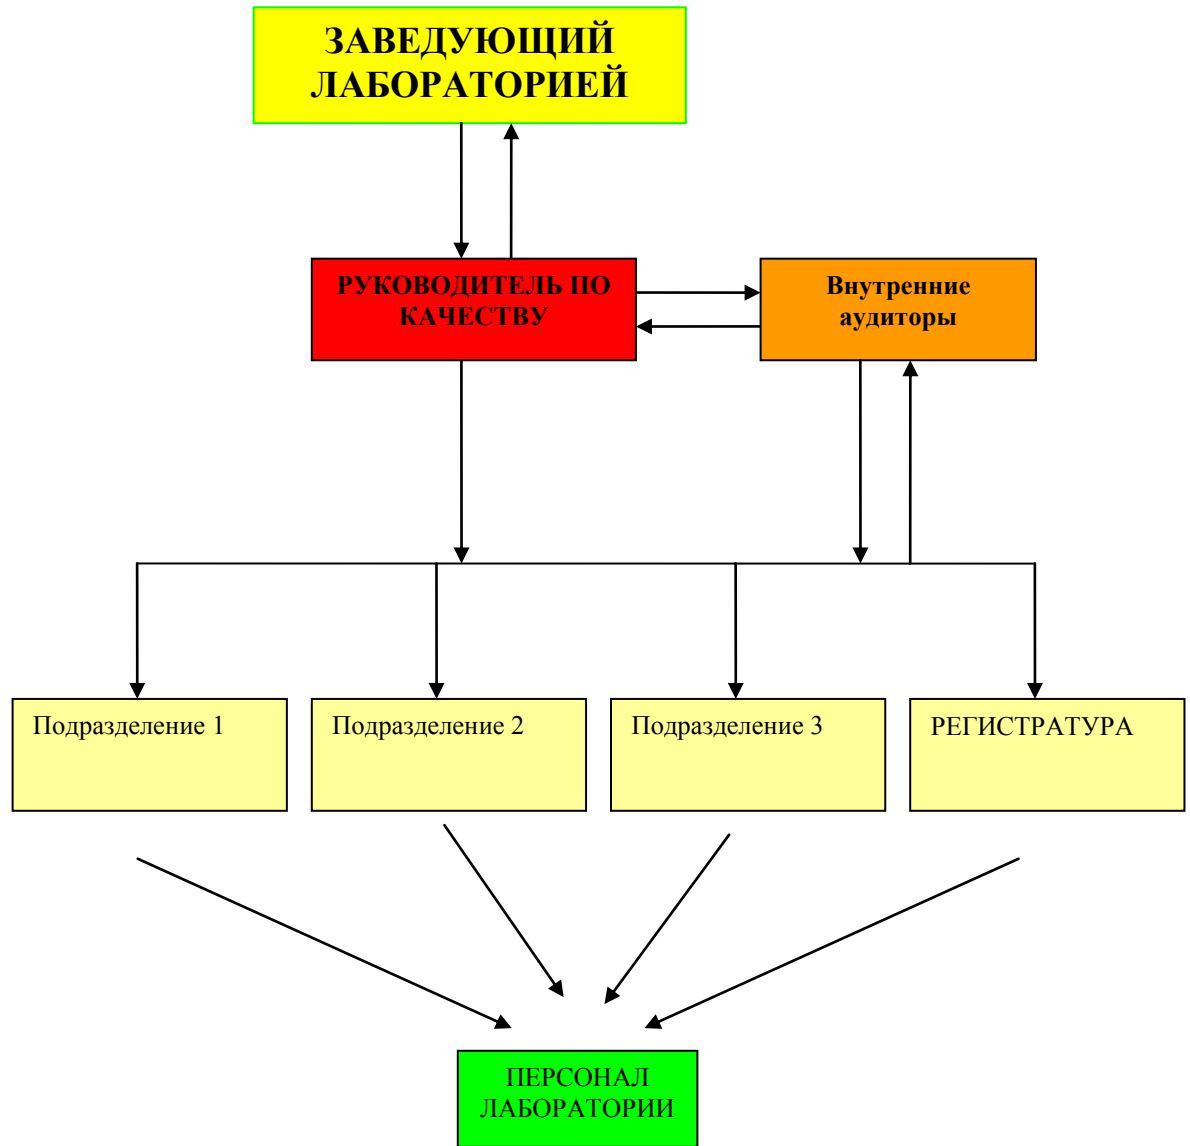 ЗАВЕДУЮЩИЙ
ЛАБОРАТОРИЕЙ
РУКОВОДИТЕЛЬ ПО
КАЧЕСТВУ
Внутренние
аудиторы
Подразделение 1
Подразделение 2
Подразделение 3
РЕГИСТРАТУРА
ПЕРСОНАЛ
ЛАБОРАТОРИИ